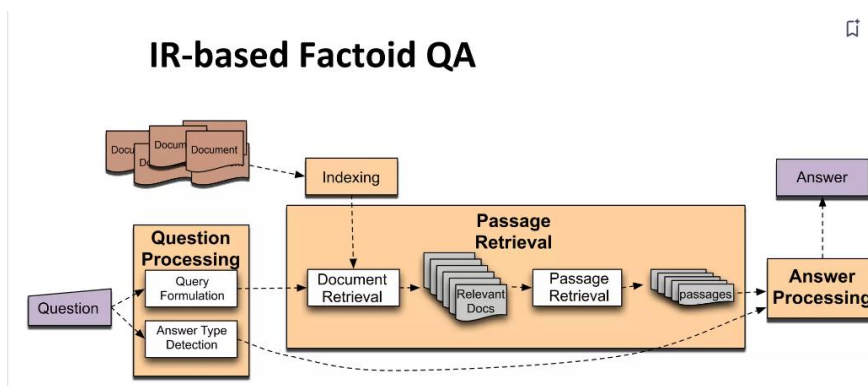 IR-based Factoid QA
Document
Indexing
Answer
Question
Processing
Query
Formulation
Answer Type
Detection
Question
Passage
Retrieval
Document
Retrieval
Relevant
Docs
Passage
Retrieval
passages
Answer
Processing